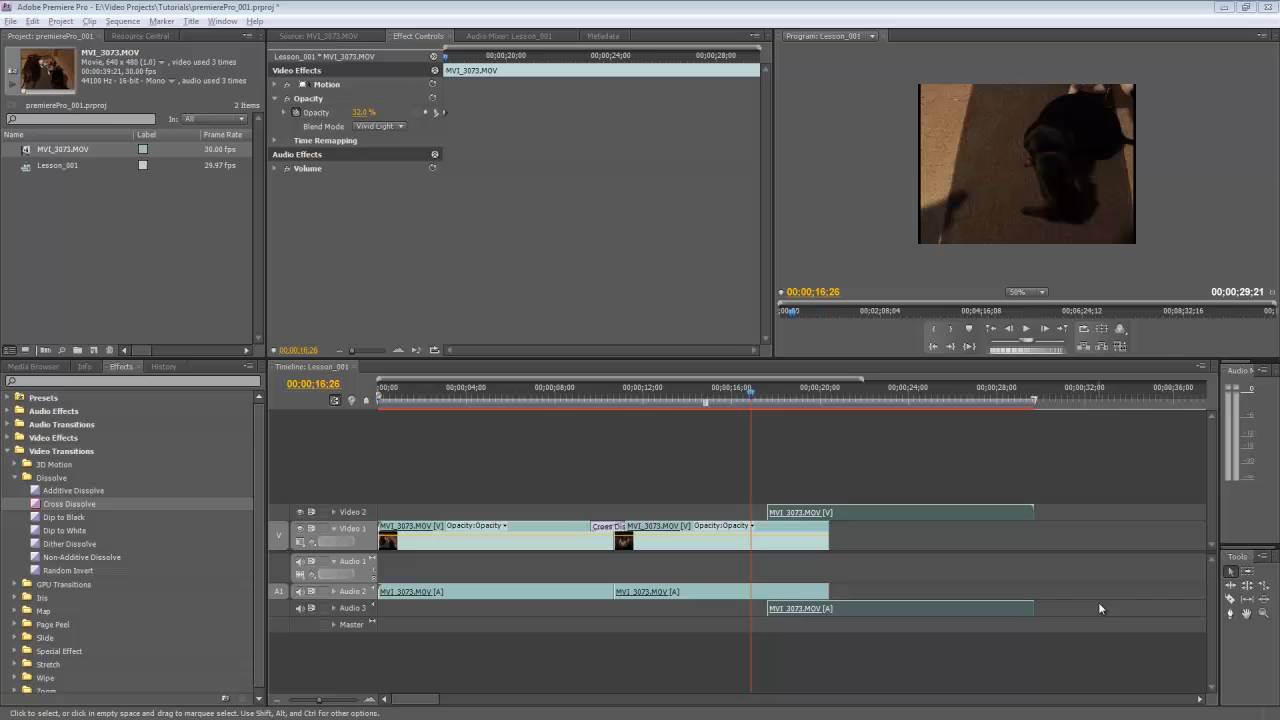 Adobe Premiere Pro - E:\Video Projects\Tutorials\premierePro_001.prproj *
File Edit Project Clip Sequence Marker Title Window Help
Project: premierePro_001
MVI_3073.MOV
Movie, 640 x 480 (1.0) , video used 3 times
00;00;39;21, 30.00 fps
44100 Hz - 16-bit - Mono , audio used 3 times
premierePro_001.prproj 2 Items
In: All
Name Label Frame Rate
MVI_3073.MOV 30.00 fps
Lesson_001 29.97 fps
Source: MVI_3073.MOV Effect Controls Audio Mixer: Lesson_001 Metadata
Lesson_001 * MVI_3073.MOV
00;00;20;00 00;00;24;00 00;00;28;00
Video Effects
MVI_3073.MOV
Motion
Opacity
Opacity 32.0 %
Blend Mode Vivid Light
Time Remapping
Audio Effects
Volume
00;00;16;26
Program: Lesson_001
00;00;16;26 50% 00;00;29;21
;00;00 00;02;08;04 00;04;16;08 00;06;24;12 00;08;32;16 00;
Media Browser Info Effects History
Presets
Audio Effects
Audio Transitions
Video Effects
Video Transitions
3D Motion
Dissolve
Additive Dissolve
Cross Dissolve
Dip to Black
Dip to White
Dither Dissolve
Non-Additive Dissolve
Random Invert
GPU Transitions
Iris
Map
Page Peel
Slide
Special Effect
Stretch
Wipe
Zoom
Timeline: Lesson_001
00;00;16;26
;00;00 00;00;04;00 00;00;08;00 00;00;12;00 00;00;16;00 00;00;20;00 00;00;24;00 00;00;28;00 00;00;32;00 00;00;36;00
Video 2
MVI_3073.MOV [V]
V Video 1
MVI_3073.MOV [V] Opacity:Opacity
Cross Dis
MVI_3073.MOV [V] Opacity:Opacity
Audio 1
A1 Audio 2
MVI_3073.MOV [A]
MVI_3073.MOV [A]
Audio 3
MVI_3073.MOV [A]
Master
Audio M
0
Tools
Click to select, or click in empty space and drag to marquee select. Use Shift, Alt, and Ctrl for other options.